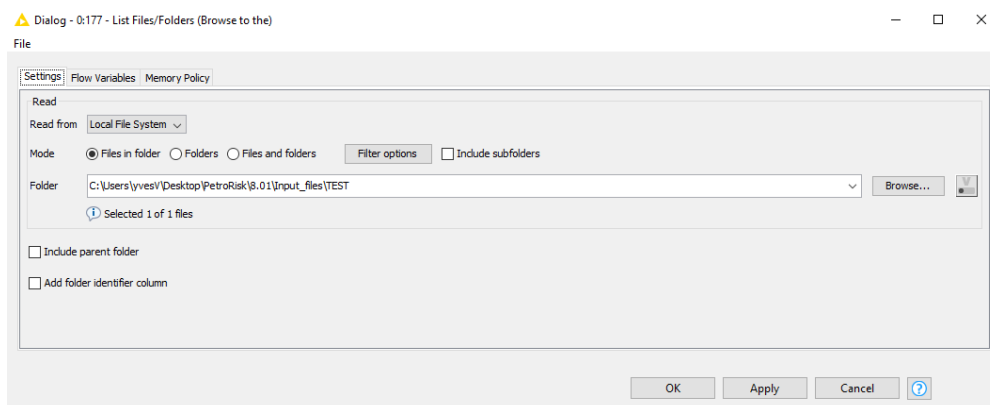 Dialog - 0:177 - List Files/Folders (Browse to the)
File
Settings Flow Variables Memory Policy
Read
Read from Local File System
Mode Files in folder Folders Files and folders Filter options Include subfolders
Folder C:\Users\yvesV\Desktop\PetroRisk\8.01\Input_files\TEST Browse... V
Selected 1 of 1 files
Include parent folder
Add folder identifier column
OK Apply Cancel ?